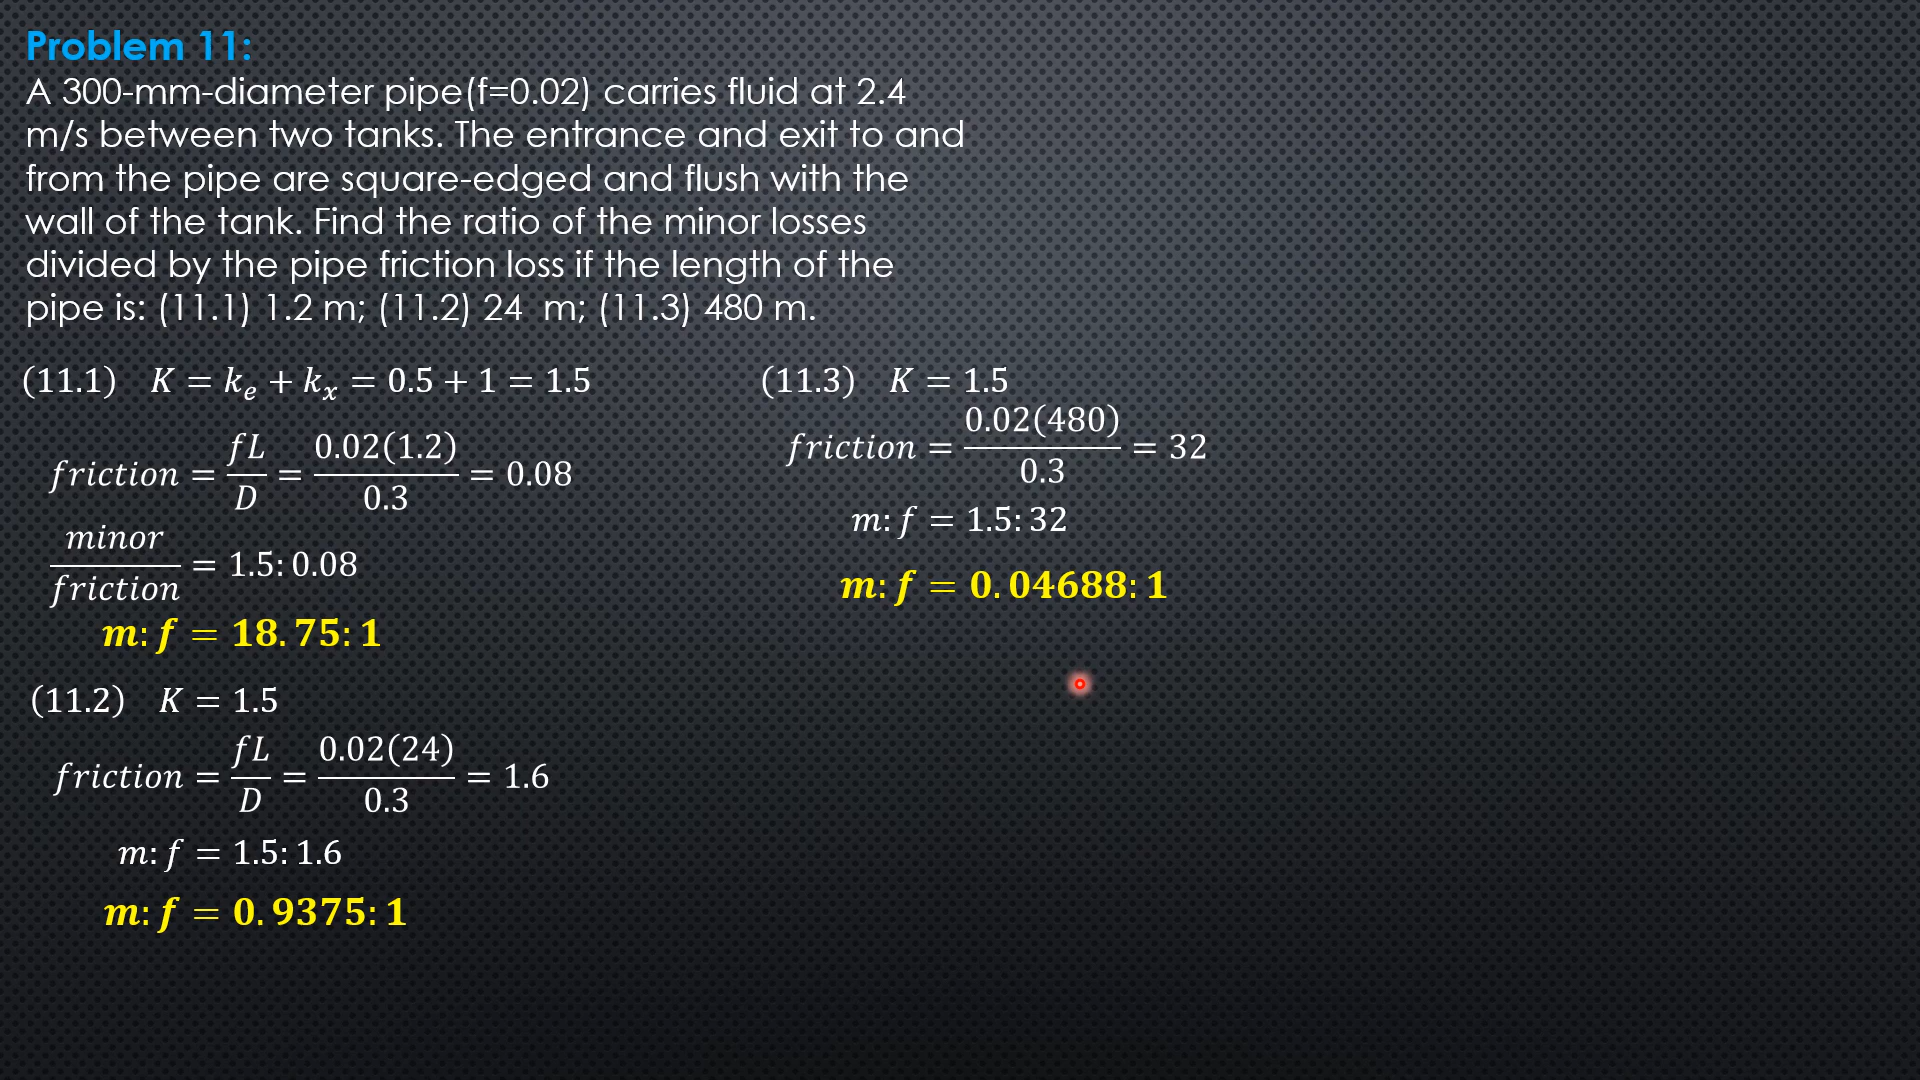 Problem 11:
A 300-mm-diameter pipe(f=0.02) carries fluid at 2.4
m/s between two tanks. The entrance and exit to and
from the pipe are square-edged and flush with the
wall of the tank. Find the ratio of the minor losses
divided by the pipe friction loss if the length of the
pipe is: (11.1) 1.2 m; (11.2) 24 m; (11.3) 480 m.
(11.1) K = kₑ + kₓ = 0.5 + 1 = 1.5
friction = fL/D = 0.02(1.2)/0.3 = 0.08
minor/friction = 1.5: 0.08
m: f = 18.75: 1
(11.2) K = 1.5
friction = fL/D = 0.02(24)/0.3 = 1.6
m: f = 1.5: 1.6
m: f = 0.9375: 1
(11.3) K = 1.5
friction = 0.02(480)/0.3 = 32
m: f = 1.5: 32
m: f = 0.04688: 1